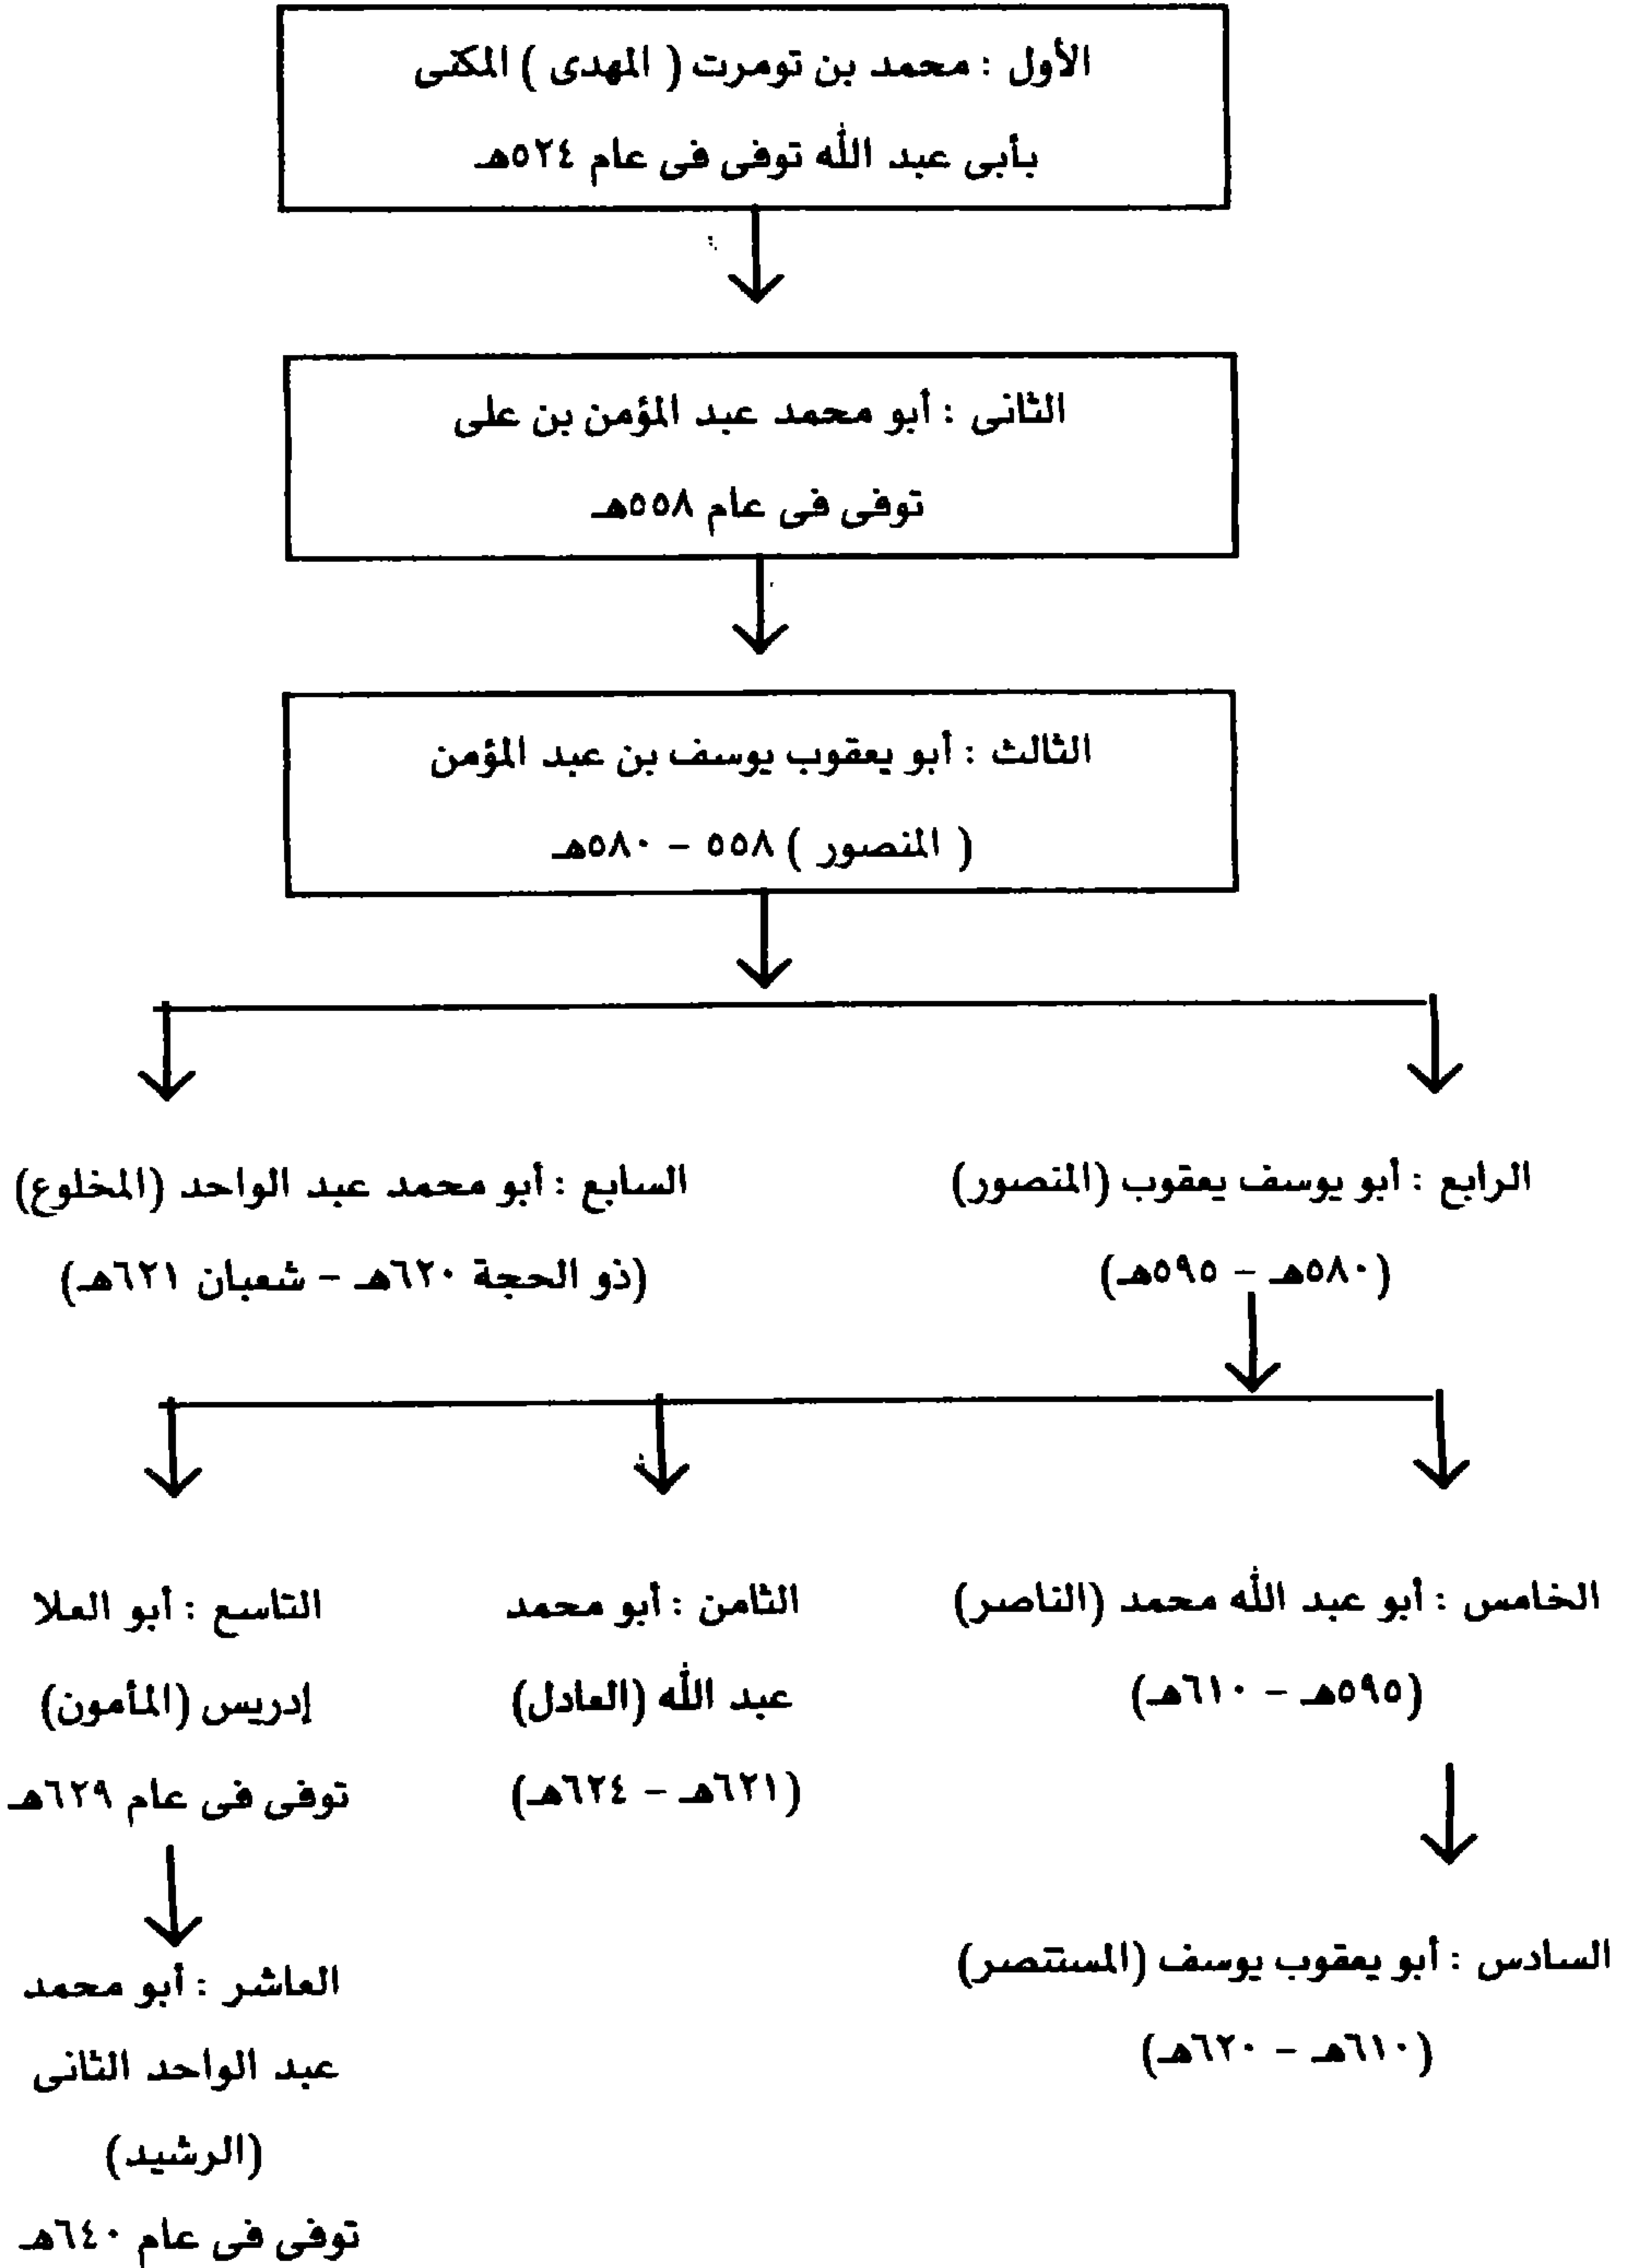 الأول : محمد بن تومرت ( المهدى ) المكنى
بأبى عبد الله توفى فى عام ٥٢٤هـ
الثانى : أبو محمد عبد المؤمن بن على
توفى فى عام ٥٥٨هـ
الثالث : أبو يعقوب يوسف بن عبد المؤمن
( المنصور ) ٥٥٨ – ٥٨٠هـ
الرابع : أبو يوسف يعقوب (المنصور)
(٥٨٠هـ – ٥٩٥هـ)
السابع : أبو محمد عبد الواحد (المخلوع)
(ذو الحجة ٦٢٠هـ – شعبان ٦٢١هـ)
الخامس : أبو عبد الله محمد (الناصر)
(٥٩٥هـ – ٦١٠هـ)
الثامن : أبو محمد
عبد الله (العادل)
(٦٢١هـ – ٦٢٤هـ)
التاسع : أبو العلا
إدريس (المأمون)
توفى فى عام ٦٢٩هـ
السادس : أبو يعقوب يوسف (المستنصر)
(٦١٠هـ – ٦٢٠هـ)
العاشر : أبو محمد
عبد الواحد الثانى
(الرشيد)
توفى فى عام ٦٤٠هـ